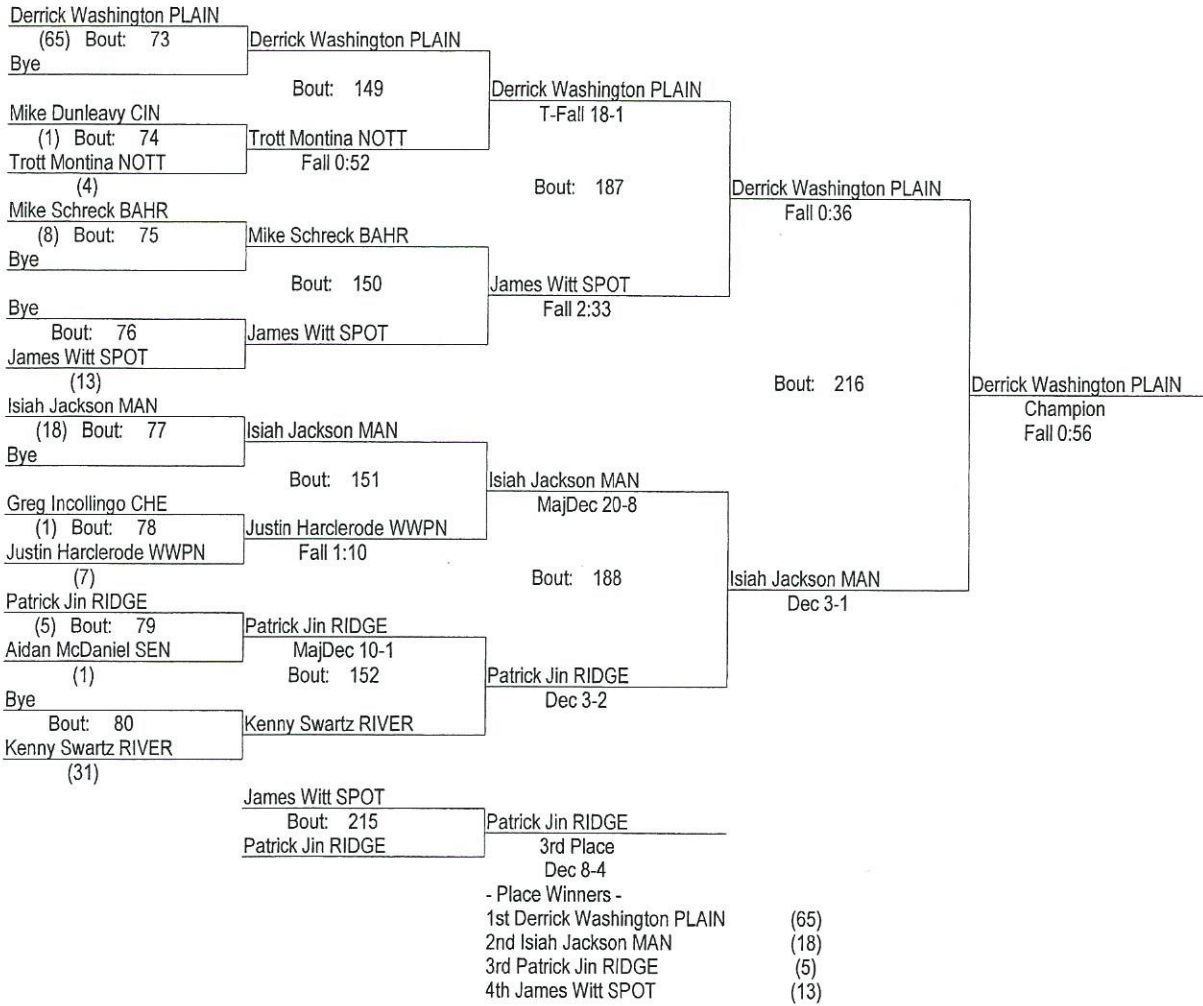 Derrick Washington PLAIN
(65) Bout: 73
Bye
Mike Dunleavy CIN
(1) Bout: 74
Trott Montina NOTT
(4)
Mike Schreck BAHR
(8) Bout: 75
Bye
Bye
Bout: 76
James Witt SPOT
(13)
Isiah Jackson MAN
(18) Bout: 77
Bye
Greg Incollingo CHE
(1) Bout: 78
Justin Harclerode WWPN
(7)
Patrick Jin RIDGE
(5) Bout: 79
Aidan McDaniel SEN
(1)
Bye
Bout: 80
Kenny Swartz RIVER
(31)
Derrick Washington PLAIN
Bout: 149
Trott Montina NOTT
Fall 0:52
Mike Schreck BAHR
Bout: 150
James Witt SPOT
Isiah Jackson MAN
Bout: 151
Justin Harclerode WWPN
Fall 1:10
Patrick Jin RIDGE
MajDec 10-1
Bout: 152
Kenny Swartz RIVER
Derrick Washington PLAIN
T-Fall 18-1
Bout: 187
James Witt SPOT
Fall 2:33
Isiah Jackson MAN
MajDec 20-8
Bout: 188
Patrick Jin RIDGE
Dec 3-2
Derrick Washington PLAIN
Fall 0:36
Bout: 216
Isiah Jackson MAN
Dec 3-1
Derrick Washington PLAIN
Champion
Fall 0:56
James Witt SPOT
Bout: 215
Patrick Jin RIDGE
Patrick Jin RIDGE
3rd Place
Dec 8-4
- Place Winners -
1st Derrick Washington PLAIN (65)
2nd Isiah Jackson MAN (18)
3rd Patrick Jin RIDGE (5)
4th James Witt SPOT (13)